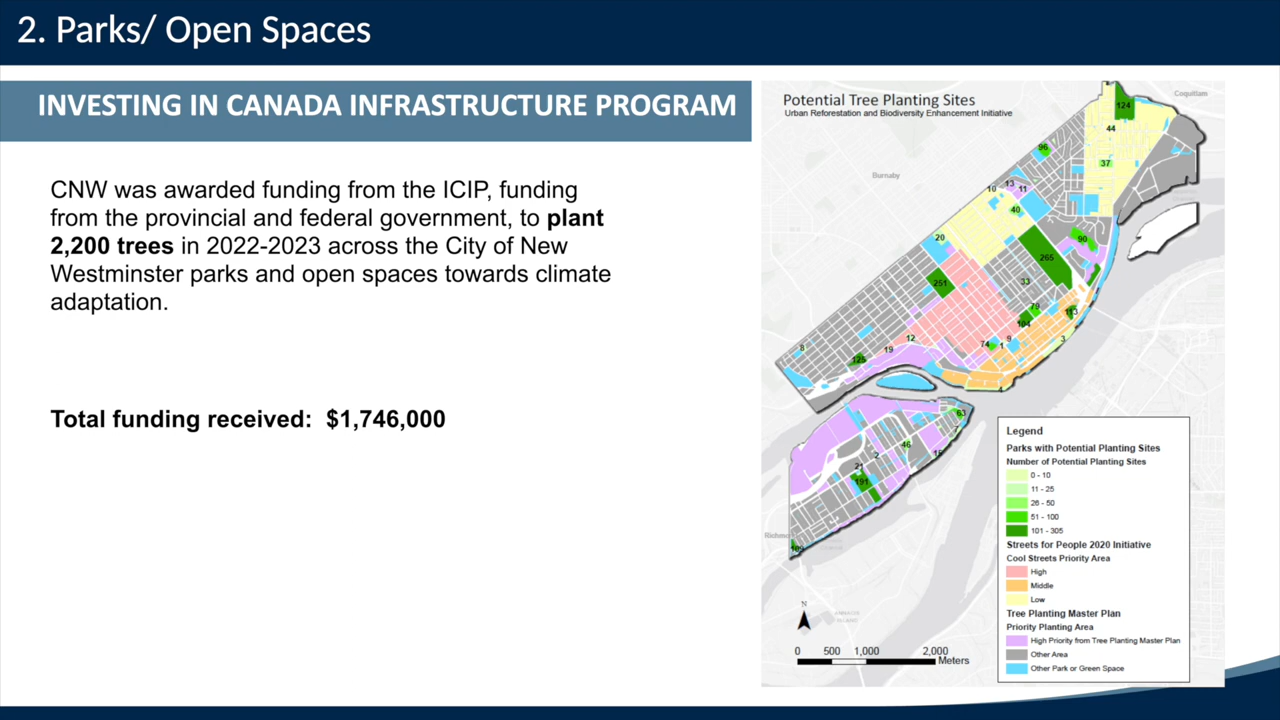 2. Parks/ Open Spaces
INVESTING IN CANADA INFRASTRUCTURE PROGRAM
CNW was awarded funding from the ICIP, funding
from the provincial and federal government, to plant
2,200 trees in 2022-2023 across the City of New
Westminster parks and open spaces towards climate
adaptation.
Total funding received: $1,746,000
Potential Tree Planting Sites
Urban Reforestation and Biodiversity Enhancement Initiative
Coquitlam
124
44
96
37
Burnaby
13
10
11
40
20
90
265
251
33
79
113
104
12
9
3
74
1
19
8
125
4
63
7
46
2
21
191
Legend
Parks with Potential Planting Sites
Number of Potential Planting Sites
0 - 10
11 - 25
26 - 50
51 - 100
101 - 305
Streets for People 2020 Initiative
Cool Streets Priority Area
High
Middle
Low
Tree Planting Master Plan
Priority Planting Area
High Priority from Tree Planting Master Plan
Other Area
Other Park or Green Space
N
ANNACIS
ISLAND
0 500 1,000 2,000
Meters